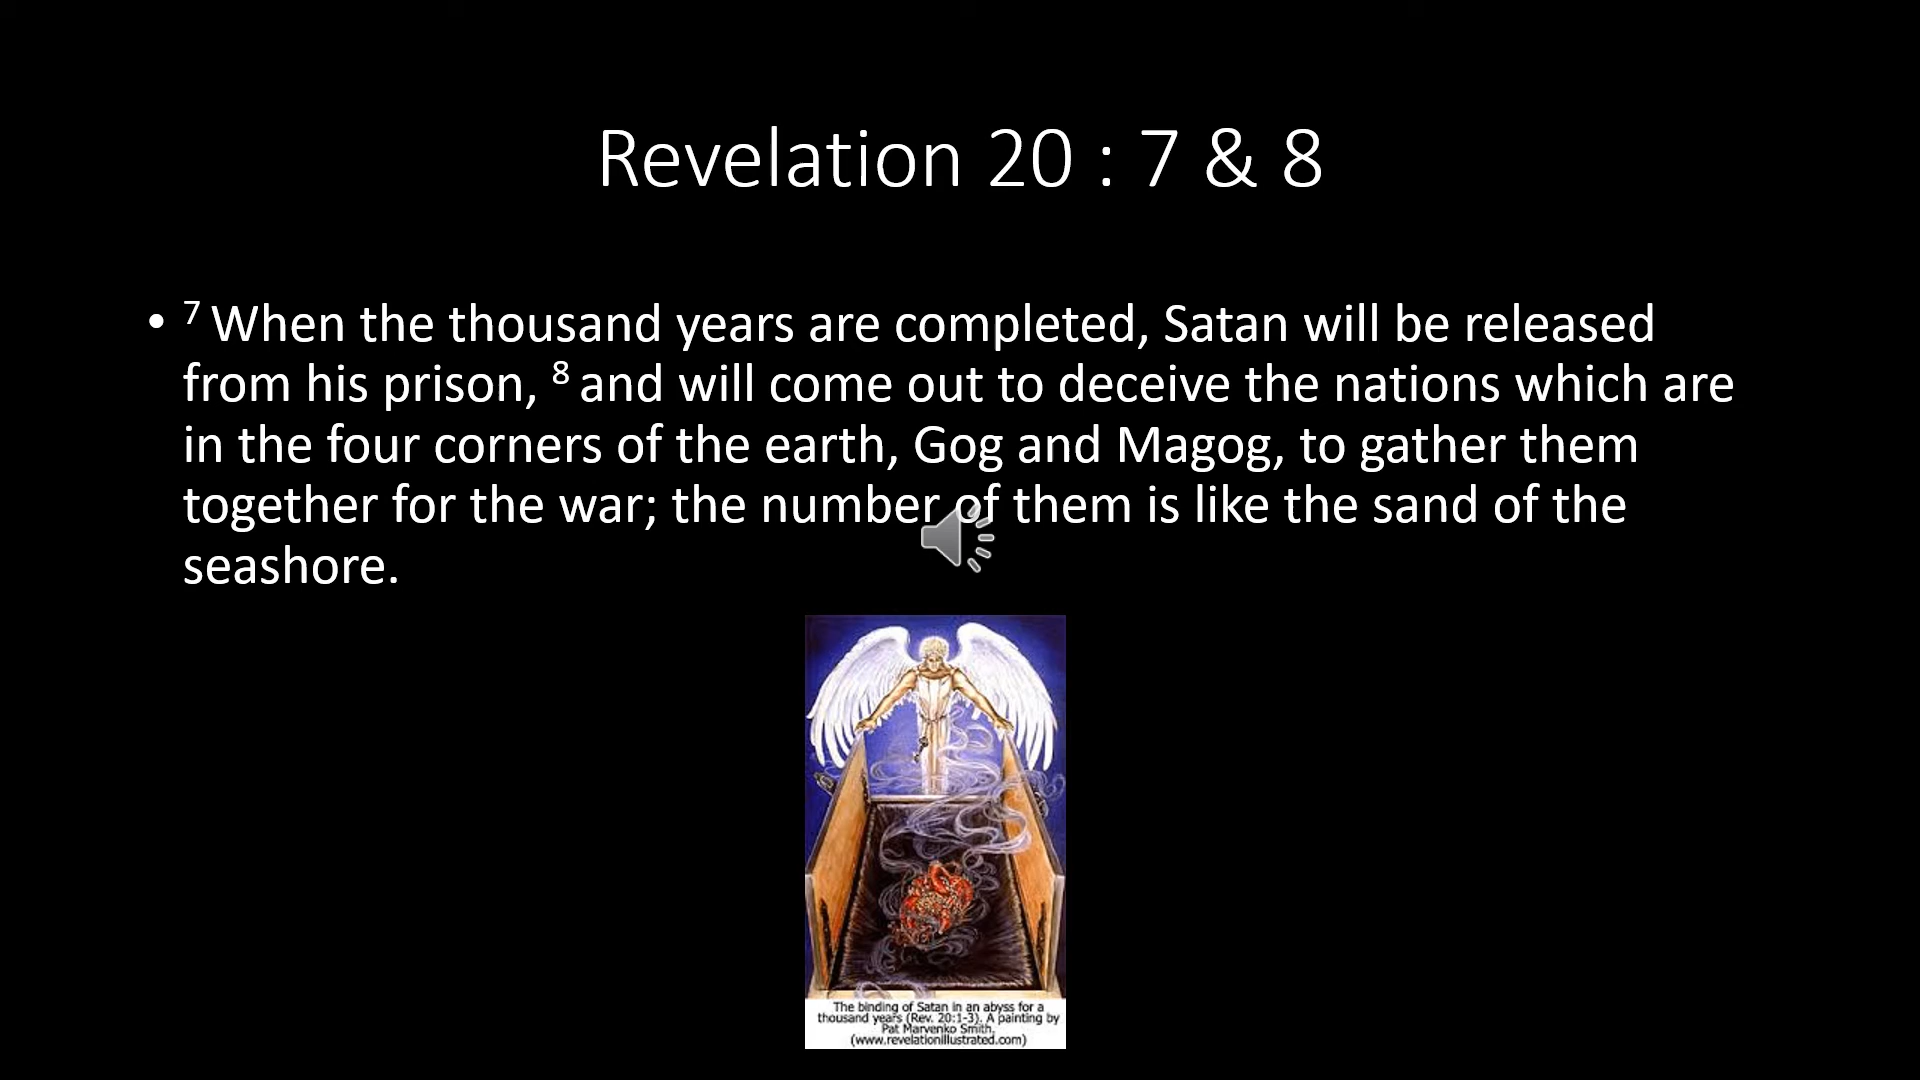 Revelation 20 : 7 & 8
• ⁷ When the thousand years are completed, Satan will be released
from his prison, ⁸ and will come out to deceive the nations which are
in the four corners of the earth, Gog and Magog, to gather them
together for the war; the number of them is like the sand of the
seashore.
The binding of Satan in an abyss for a
thousand years (Rev. 20:1-3). A painting by
Pat Marvenko Smith.
(www.revelationillustrated.com)